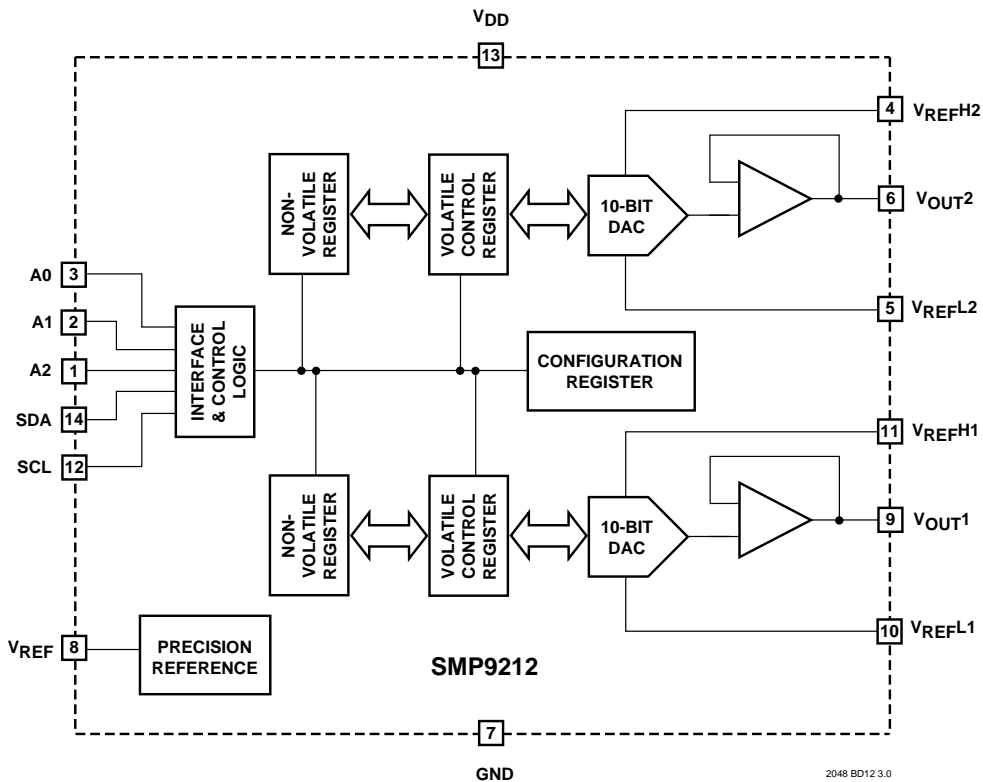 VDD
13
4 VREFH2
NON-
VOLATILE
REGISTER
VOLATILE
CONTROL
REGISTER
10-BIT
DAC
6 VOUT2
5 VREFL2
A0 3
A1 2
A2 1
SDA 14
SCL 12
INTERFACE
& CONTROL
LOGIC
CONFIGURATION
REGISTER
11 VREFH1
NON-
VOLATILE
REGISTER
VOLATILE
CONTROL
REGISTER
10-BIT
DAC
9 VOUT1
10 VREFL1
VREF 8
PRECISION
REFERENCE
SMP9212
7
GND
2048 BD12 3.0